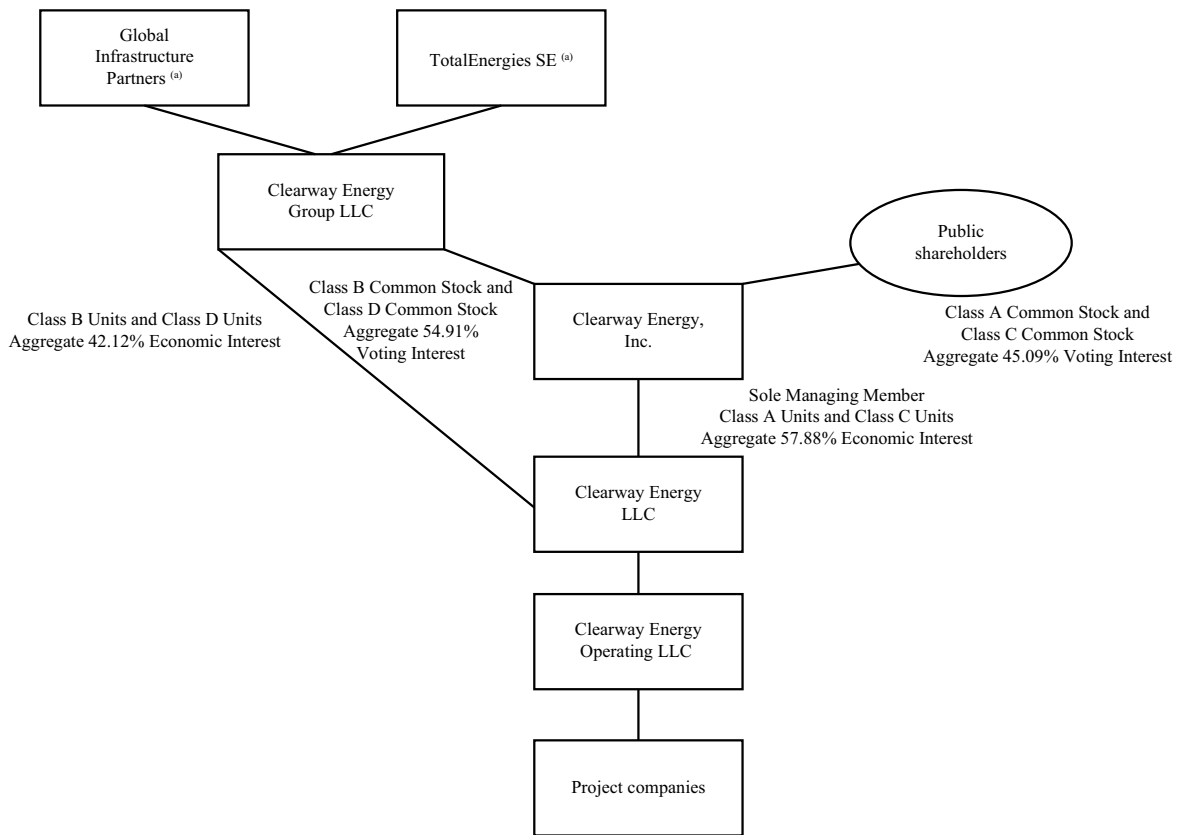 Global
Infrastructure
Partners (a)
TotalEnergies SE (a)
Clearway Energy
Group LLC
Public
shareholders
Class B Units and Class D Units
Aggregate 42.12% Economic Interest
Class B Common Stock and
Class D Common Stock
Aggregate 54.91%
Voting Interest
Clearway Energy,
Inc.
Class A Common Stock and
Class C Common Stock
Aggregate 45.09% Voting Interest
Sole Managing Member
Class A Units and Class C Units
Aggregate 57.88% Economic Interest
Clearway Energy
LLC
Clearway Energy
Operating LLC
Project companies